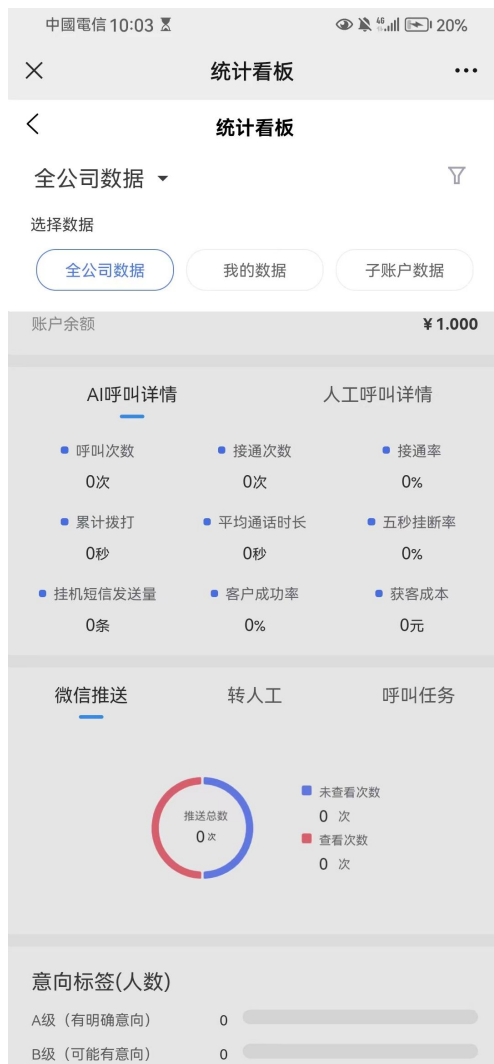 中國電信 10:03 20%
统计看板
统计看板
全公司数据
选择数据
全公司数据 我的数据 子账户数据
账户余额 ¥1.000
AI呼叫详情 人工呼叫详情
呼叫次数 接通次数 接通率
0次 0次 0%
累计拨打 平均通话时长 五秒挂断率
0秒 0秒 0%
挂机短信发送量 客户成功率 获客成本
0条 0% 0元
微信推送 转人工 呼叫任务
推送总数
0次
未查看次数
0 次
查看次数
0 次
意向标签(人数)
A级（有明确意向） 0
B级（可能有意向） 0